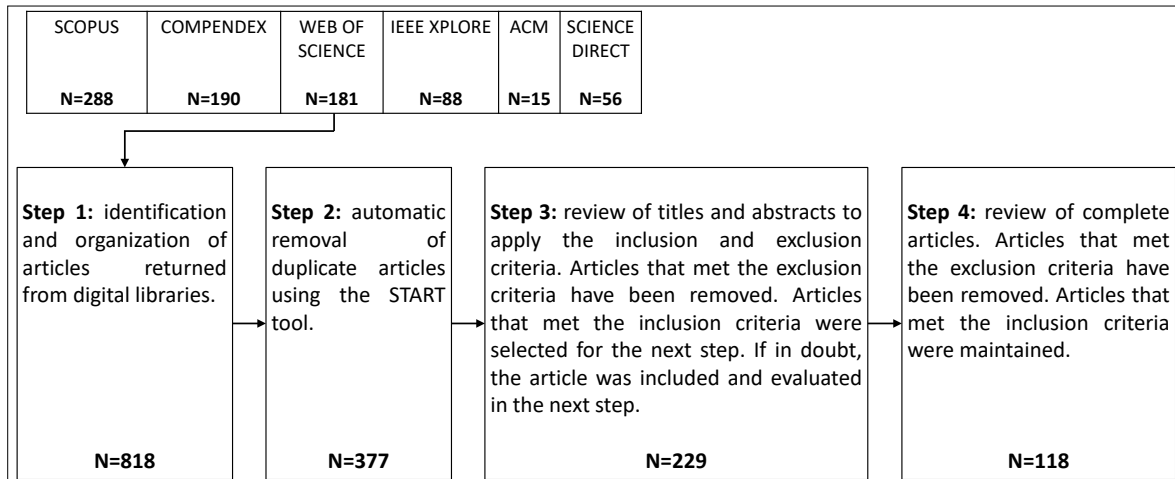 SCOPUS
N=288
COMPENDEX
N=190
WEB OF
SCIENCE
N=181
IEEE XPLORE
N=88
ACM
N=15
SCIENCE
DIRECT
N=56
Step 1: identification
and organization of
articles returned
from digital libraries.
N=818
Step 2: automatic
removal of
duplicate articles
using the START
tool.
N=377
Step 3: review of titles and abstracts to
apply the inclusion and exclusion
criteria. Articles that met the exclusion
criteria have been removed. Articles
that met the inclusion criteria were
selected for the next step. If in doubt,
the article was included and evaluated
in the next step.
N=229
Step 4: review of complete
articles. Articles that met
the exclusion criteria have
been removed. Articles that
met the inclusion criteria
were maintained.
N=118